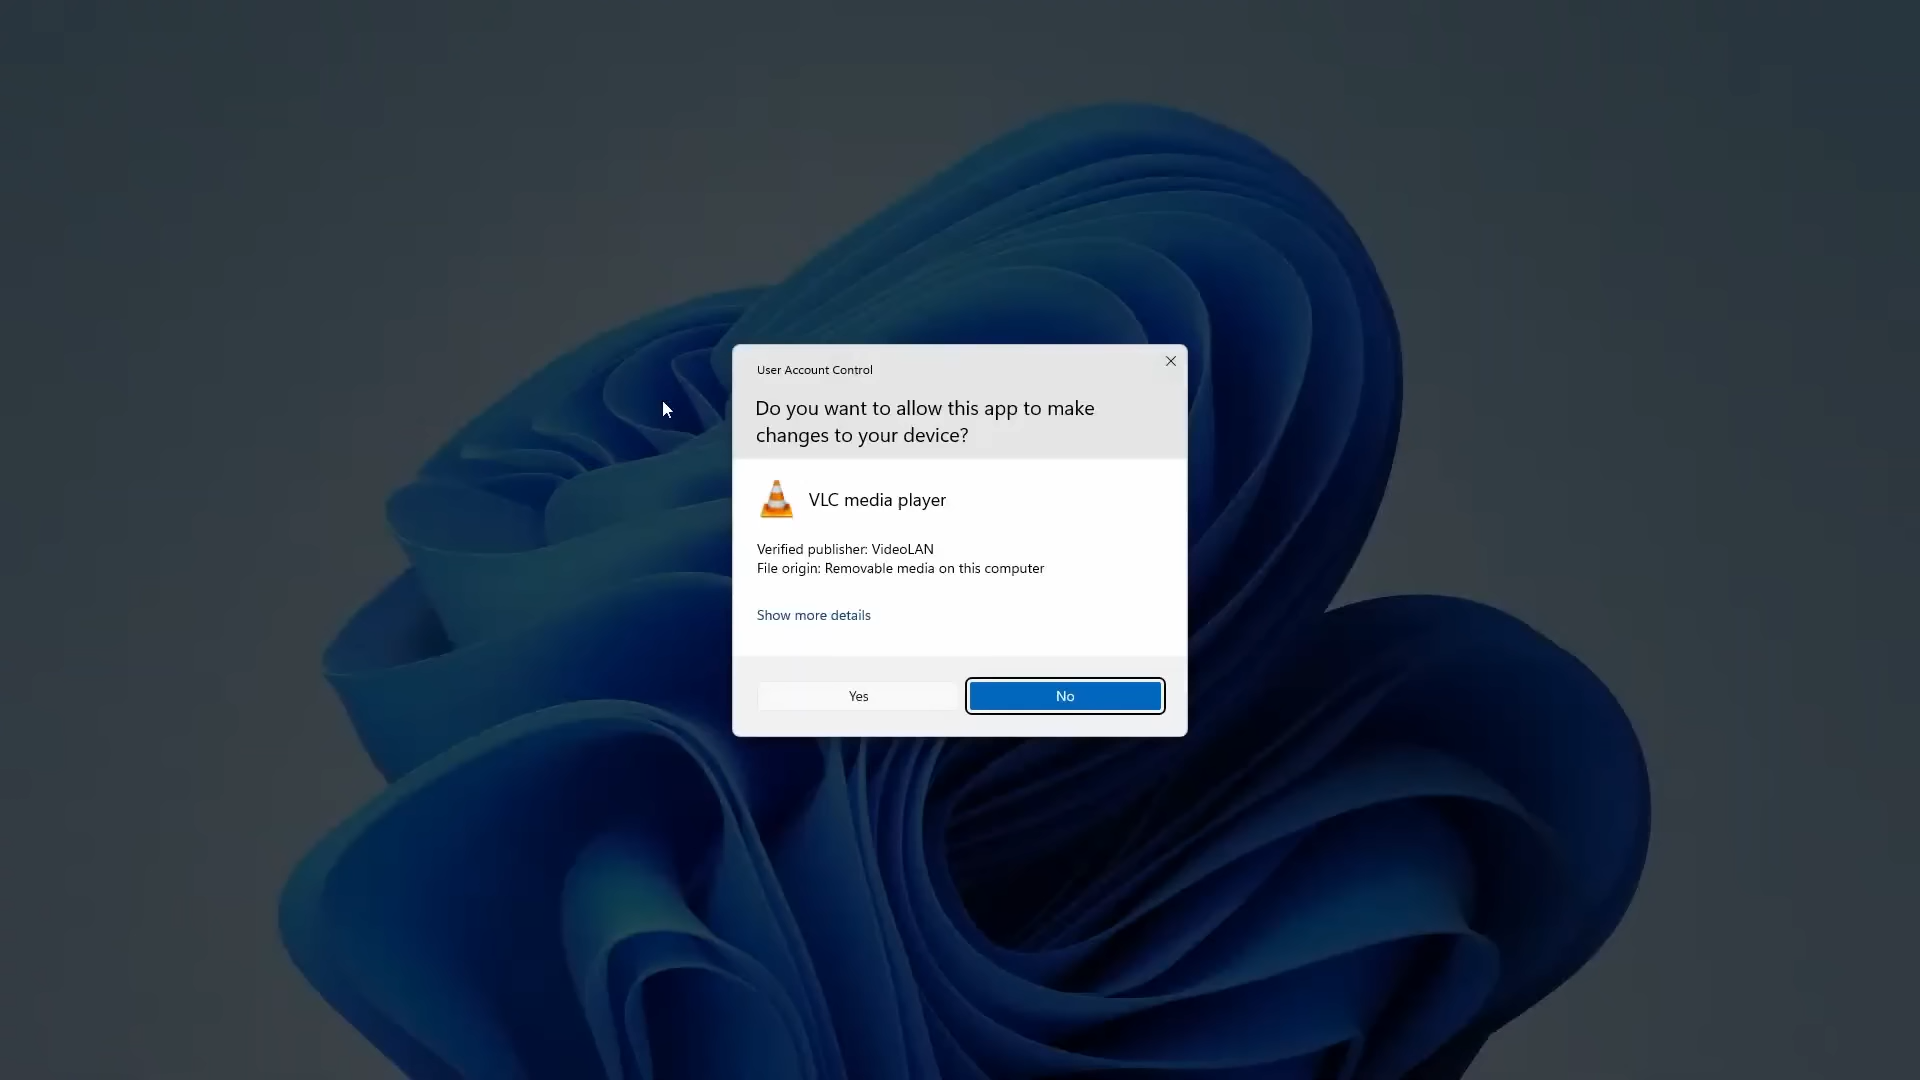 User Account Control
Do you want to allow this app to make
changes to your device?
VLC media player
Verified publisher: VideoLAN
File origin: Removable media on this computer
Show more details
Yes
No